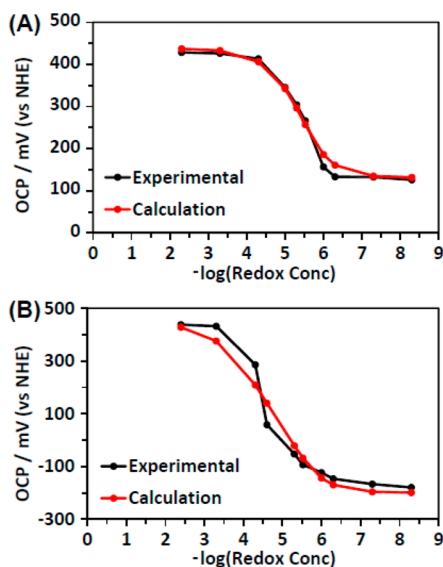 (A)
500
400
300
200
100
0
OCP / mV (vs NHE)
Experimental
Calculation
0 1 2 3 4 5 6 7 8 9
-log(Redox Conc)
(B)
500
300
100
-100
-300
OCP / mV (vs NHE)
Experimental
Calculation
0 1 2 3 4 5 6 7 8 9
-log(Redox Conc)